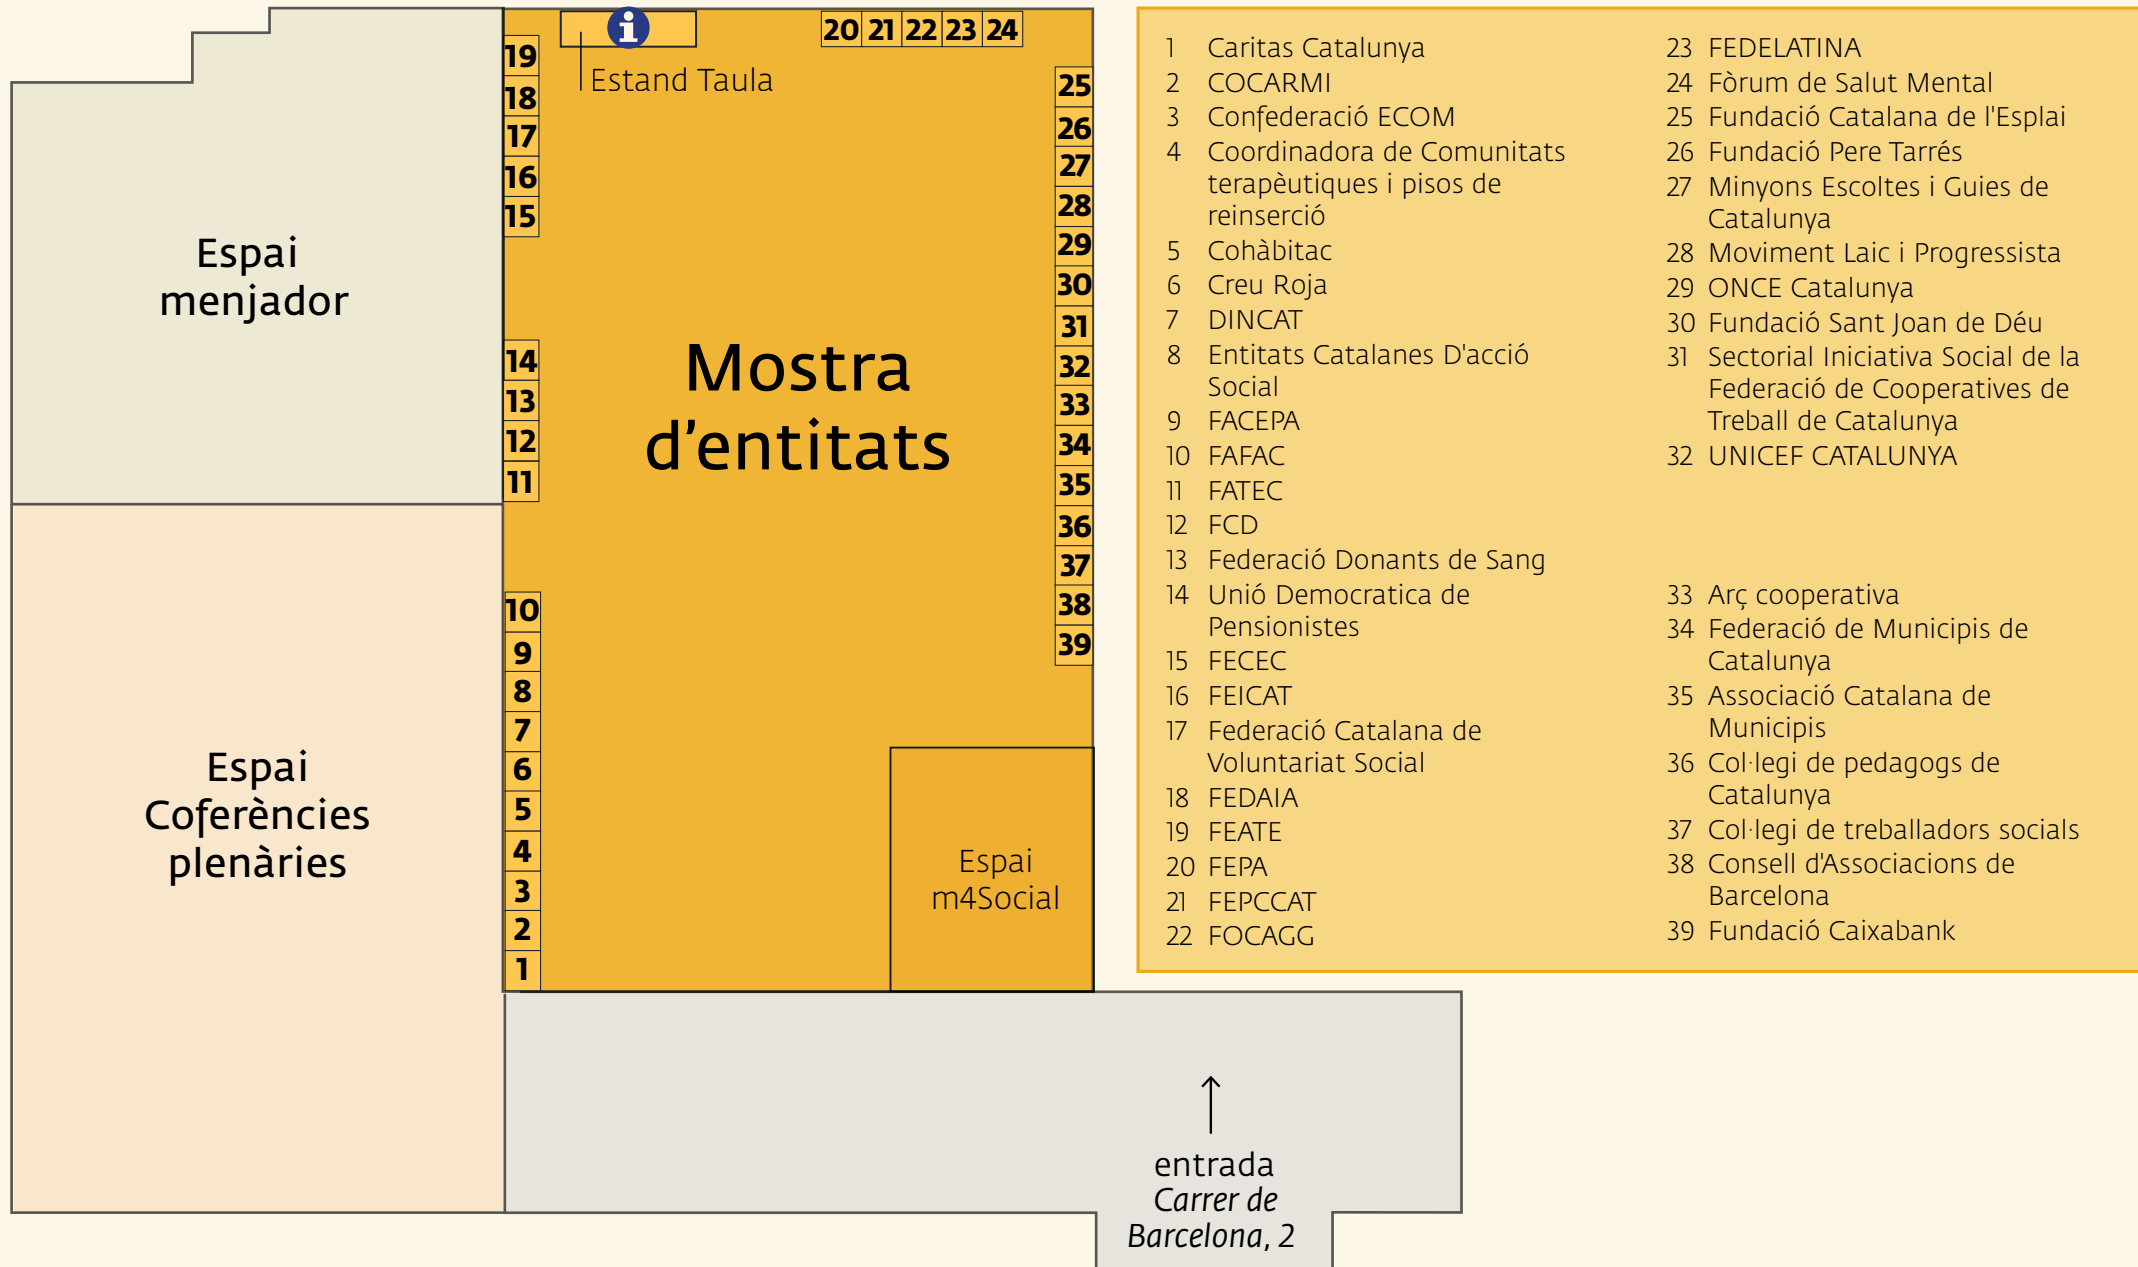 19
18
17
16
15
14
13
12
11
10
9
8
7
6
5
4
3
2
1
i
Estand Taula
20 21 22 23 24
25
26
27
28
29
30
31
32
33
34
35
36
37
38
39
Espai
menjador
Mostra
d'entitats
Espai
Coferències
plenàries
Espai
m4Social
entrada
Carrer de
Barcelona, 2
1 Caritas Catalunya
2 COCARMI
3 Confederació ECOM
4 Coordinadora de Comunitats
terapèutiques i pisos de
reinserció
5 Cohàbitac
6 Creu Roja
7 DINCAT
8 Entitats Catalanes D'acció
Social
9 FACEPA
10 FAFAC
11 FATEC
12 FCD
13 Federació Donants de Sang
14 Unió Democratica de
Pensionistes
15 FECEC
16 FEICAT
17 Federació Catalana de
Voluntariat Social
18 FEDAIA
19 FEATE
20 FEPA
21 FEPCCAT
22 FOCAGG
23 FEDELATINA
24 Fòrum de Salut Mental
25 Fundació Catalana de l'Esplai
26 Fundació Pere Tarrés
27 Minyons Escoltes i Guies de
Catalunya
28 Moviment Laic i Progressista
29 ONCE Catalunya
30 Fundació Sant Joan de Déu
31 Sectorial Iniciativa Social de la
Federació de Cooperatives de
Treball de Catalunya
32 UNICEF CATALUNYA
33 Arç cooperativa
34 Federació de Municipis de
Catalunya
35 Associació Catalana de
Municipis
36 Col·legi de pedagogs de
Catalunya
37 Col·legi de treballadors socials
38 Consell d'Associacions de
Barcelona
39 Fundació Caixabank